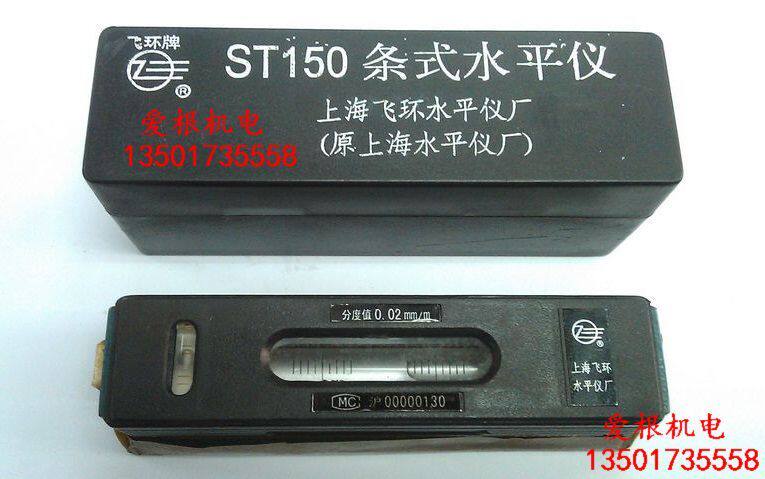 飞环牌
®
ST150 条式水平仪
上海飞环水平仪厂
(原上海水平仪厂)
爱根机电
13501735558
分度值 0.02 mm/m
MC 沪 00000130
®
上海飞环
水平仪厂
爱根机电
13501735558